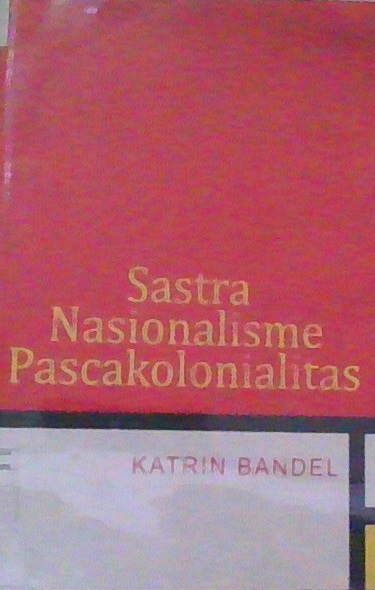 Sastra
Nasionalisme
Pascakolonialitas
KATRIN BANDEL